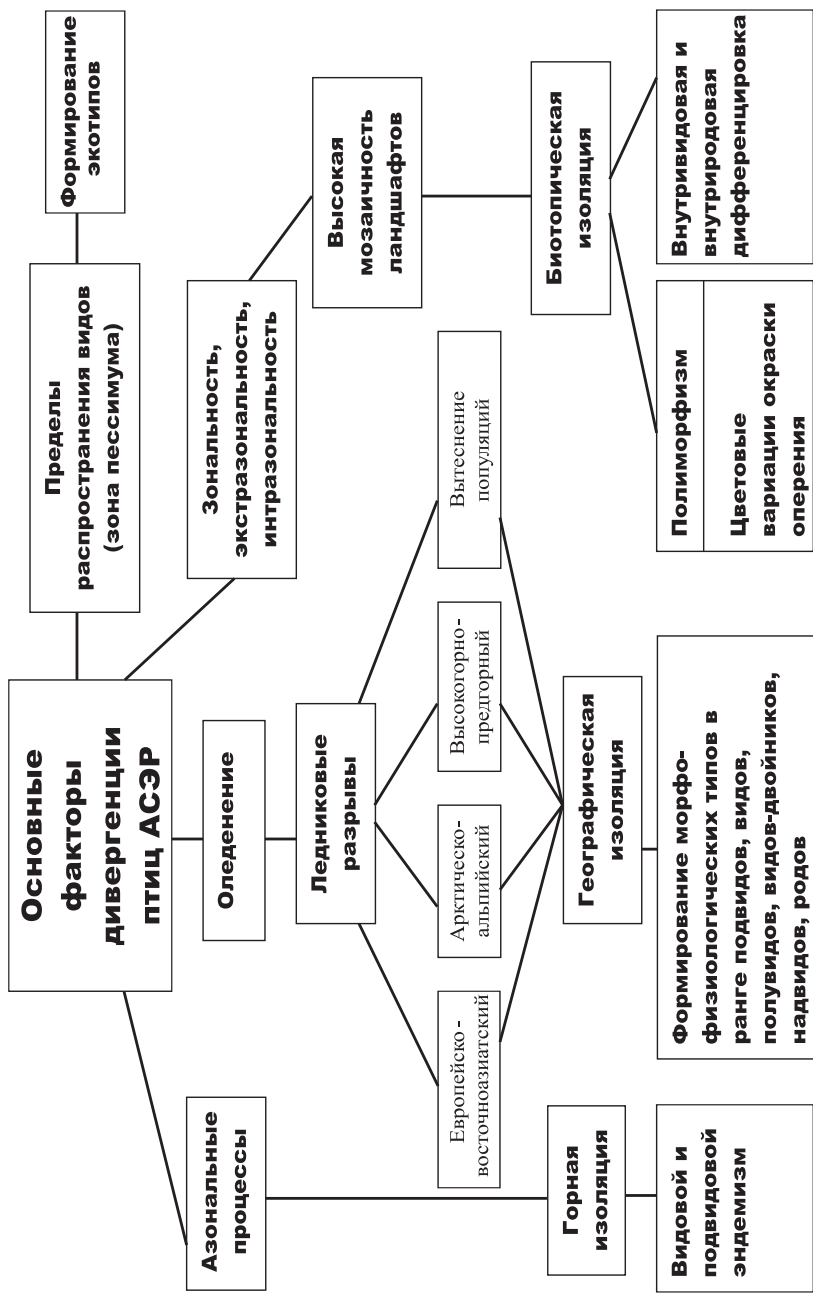 Основные
факторы
дивергенции
птиц АСЭР
Пределы
распространения видов
(зона пессимума)
Формирование
экотипов
Азональные
процессы
Оледенение
Зональность,
экстразональность,
интразональность
Ледниковые
разрывы
Высокая
мозаичность
ландшафтов
Европейско-
восточноазиатский
Арктическо-
альпийский
Высокогорно-
предгорный
Вытеснение
популяций
Горная
изоляция
Географическая
изоляция
Биотопическая
изоляция
Видовой и
подвидовой
эндемизм
Формирование морфо-
физиологических типов в
ранге подвидов, видов,
полувидов, видов-двойников,
надвидов, родов
Полиморфизм
Цветовые
вариации окраски
оперения
Внутривидовая и
внутриродовая
дифференцировка